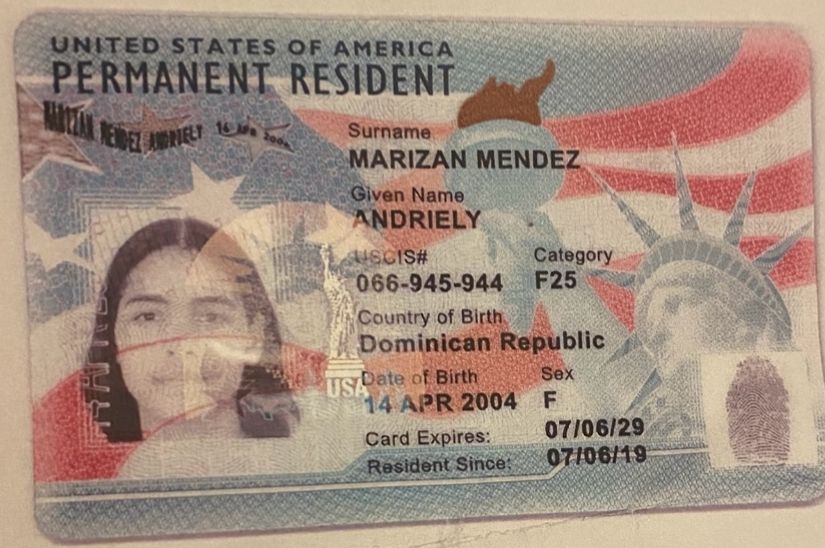 UNITED STATES OF AMERICA
PERMANENT RESIDENT
MARIZAN MENDEZ ANDRIELY 16 APR 2004
Surname
MARIZAN MENDEZ
Given Name
ANDRIELY
USCIS# Category
066-945-944 F25
Country of Birth
Dominican Republic
Date of Birth Sex
14 APR 2004 F
Card Expires: 07/06/29
Resident Since: 07/06/19
USA